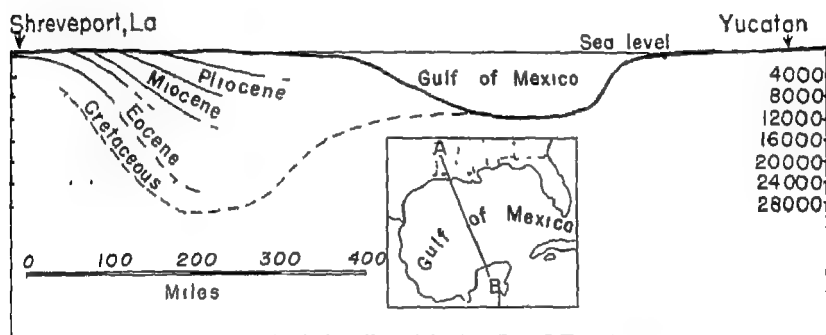 Shreveport, La
Yucatan
Sea level
Gulf of Mexico
Pliocene
Miocene
Eocene
Cretaceous
4000
8000
12000
16000
20000
24000
28000
A
Gulf of Mexico
B
0 100 200 300 400
Miles